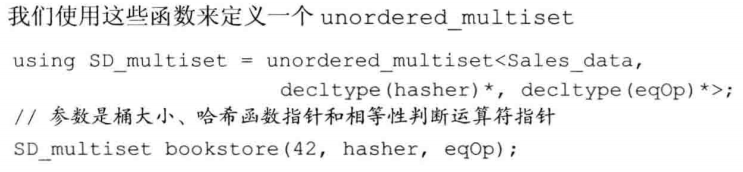 我们使用这些函数来定义一个 unordered_multiset
using SD_multiset = unordered_multiset<Sales_data,
decltype(hasher)*, decltype(eqOp)*>;
// 参数是桶大小、哈希函数指针和相等性判断运算符指针
SD_multiset bookstore(42, hasher, eqOp);